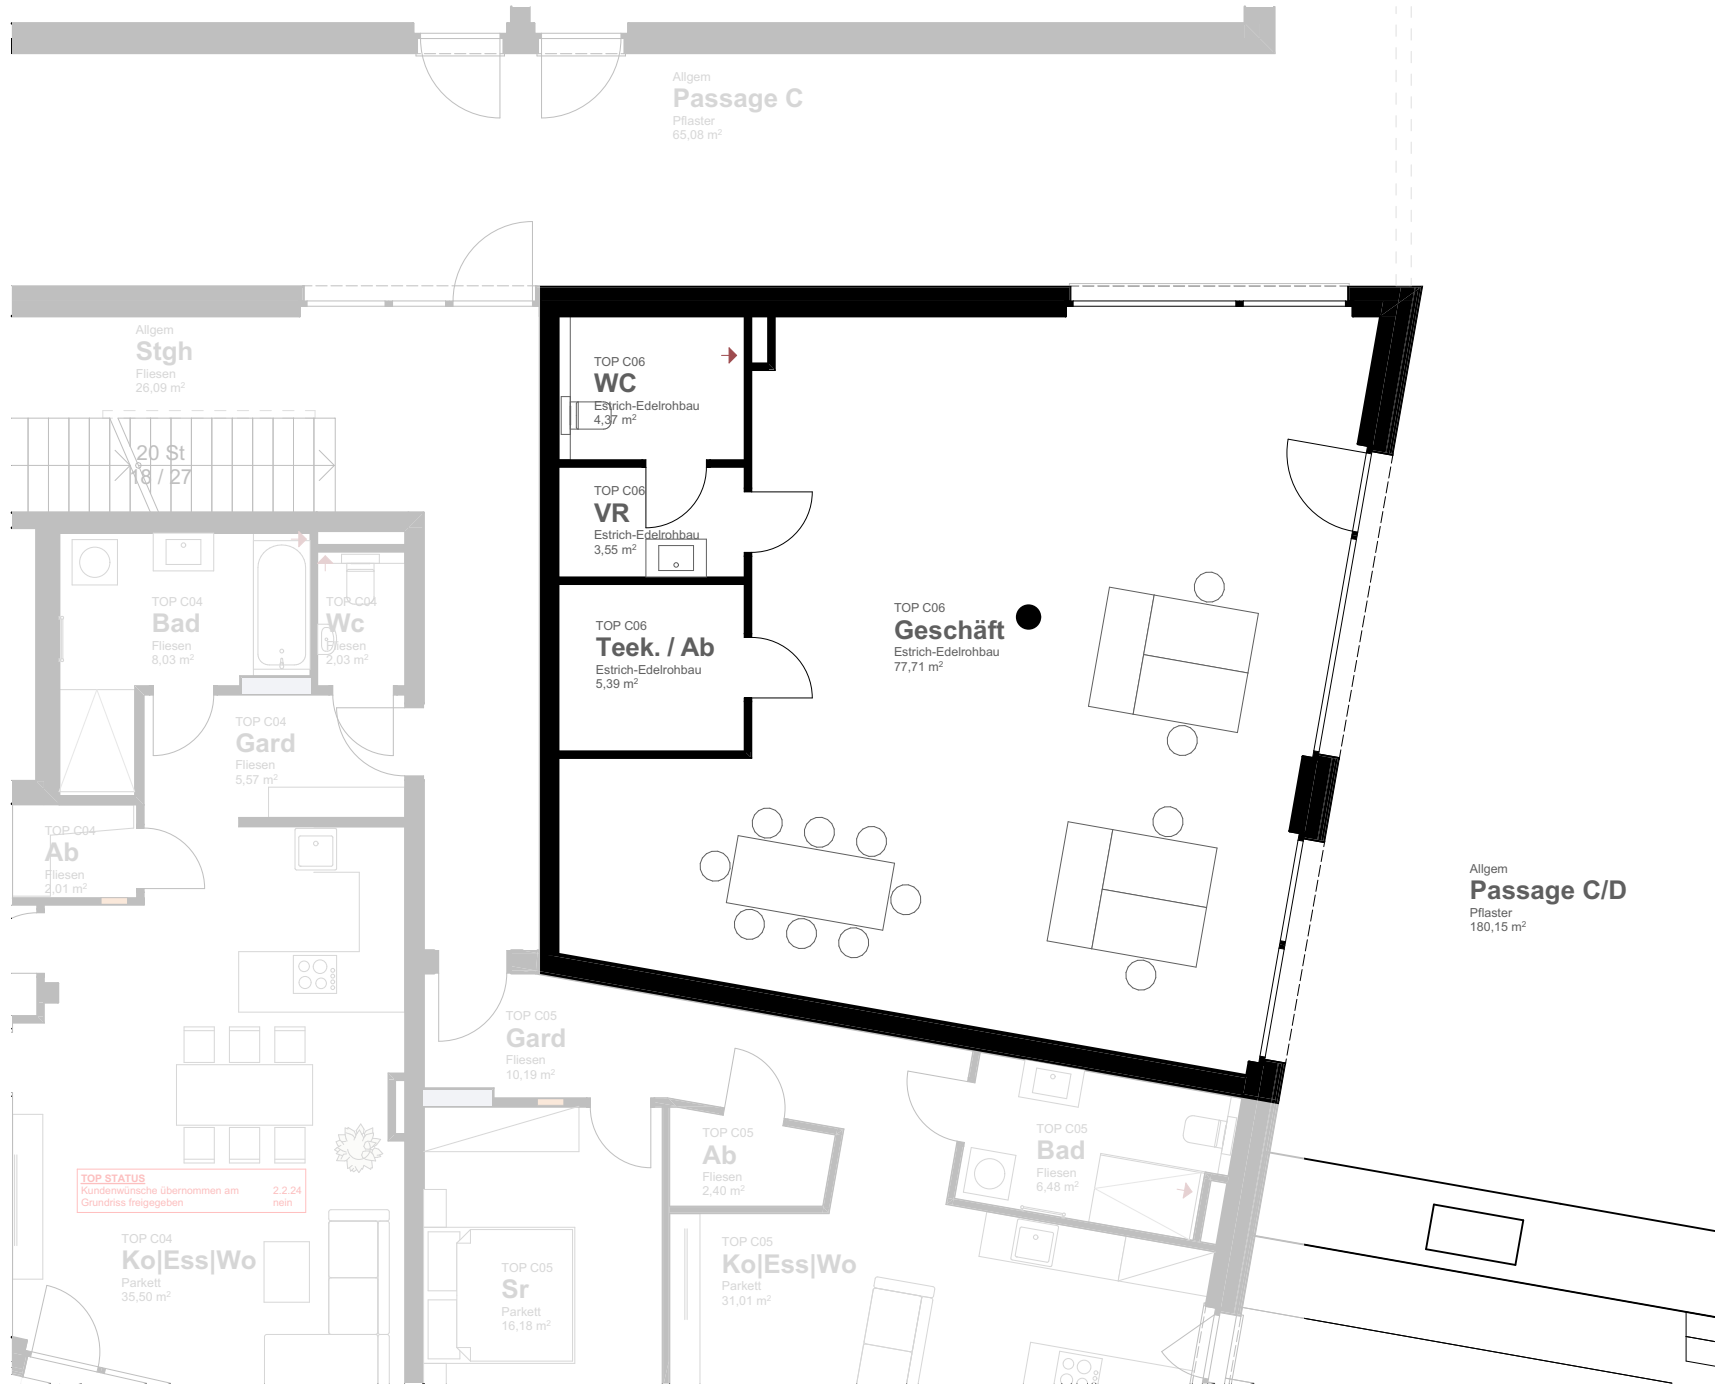 Allgem
Passage C
Pflaster
65,08 m²
Allgem
Stgh
Fliesen
26,09 m²
20 St
18 / 27
TOP C06
WC
Estrich-Edelrohbau
4,37 m²
TOP C06
VR
Estrich-Edelrohbau
3,55 m²
TOP C06
Teek. / Ab
Estrich-Edelrohbau
5,39 m²
TOP C06
Geschäft
Estrich-Edelrohbau
77,71 m²
TOP C04
Bad
Fliesen
8,03 m²
TOP C04
Wc
Fliesen
2,03 m²
TOP C04
Gard
Fliesen
5,57 m²
TOP C04
Ab
Fliesen
2,01 m²
Allgem
Passage C/D
Pflaster
180,15 m²
TOP C05
Gard
Fliesen
10,19 m²
TOP C05
Ab
Fliesen
2,40 m²
TOP C05
Bad
Fliesen
6,48 m²
TOP STATUS
Kundenwünsche übernommen am 2.2.24
Grundriss freigegeben nein
TOP C04
Ko|Ess|Wo
Parkett
35,50 m²
TOP C05
Sr
Parkett
16,18 m²
TOP C05
Ko|Ess|Wo
Parkett
31,01 m²